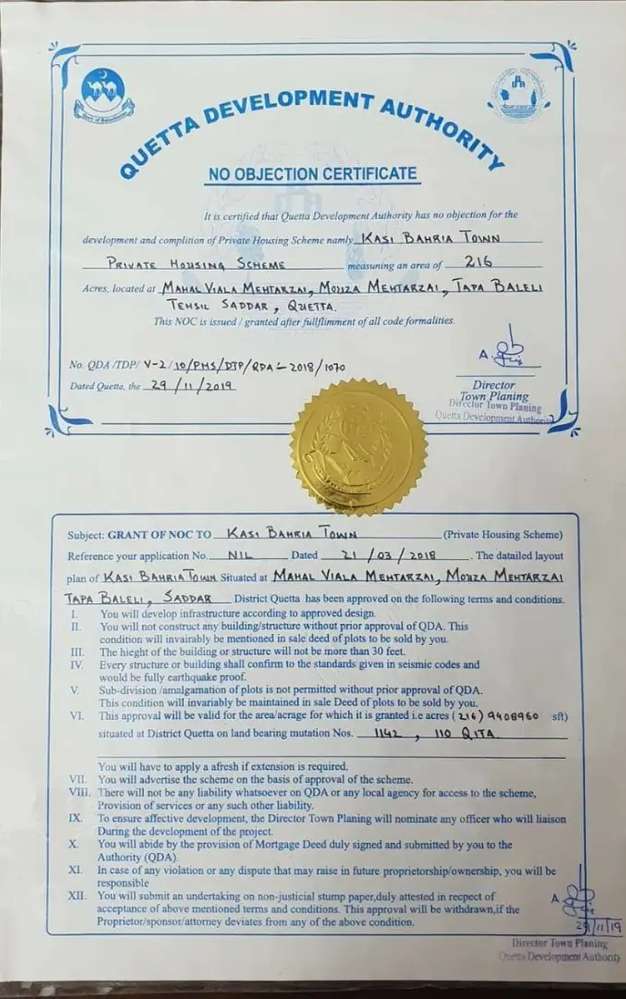 QUETTA DEVELOPMENT AUTHORITY
NO OBJECTION CERTIFICATE
It is certified that Quetta Development Authority has no objection for the
development and complition of Private Housing Scheme namly KASI BAHRIA TOWN
PRIVATE HOUSING SCHEME measuning an area of 216
Acres, located at MAHAL VIALA MEHTARZAI, MOUZA MEHTARZAI, TAPA BALELI
TEHSIL SADDAR, QUETTA.
This NOC is issued / granted after fullflimment of all code formalities.
No. QDA /TDP/ V-2/10/PHS/DTP/QDA-2018/1070
Dated Quetta, the 29/11/2019
Director
Town Planing
Director Town Planing
Quetta Development Authority
Subject: GRANT OF NOC TO KASI BAHRIA TOWN (Private Housing Scheme)
Reference your application No. NIL Dated 21/03/2018. The datailed layout
plan of KASI BAHRIA TOWN Situated at MAHAL VIALA MEHTARZAI, MOUZA MEHTARZAI
TAPA BALELI, SADDAR District Quetta has been approved on the following terms and conditions.
I. You will develop infrastructure according to approved design.
II. You will not construct any building/structure without prior approval of QDA. This
condition will invairably be mentioned in sale deed of plots to be sold by you.
III. The hieght of the building or structure will not be more than 30 feet.
IV. Every structure or building shall confirm to the standards given in seismic codes and
would be fully earthquake proof.
V. Sub-division /amalgamation of plots is not permitted without prior approval of QDA.
This condition will invariably be maintained in sale Deed of plots to be sold by you.
VI. This approval will be valid for the area/acrage for which it is granted i.e acres (216) 9408960 sft)
situated at District Quetta on land bearing mutation Nos. 1142, 110 QITA
You will have to apply a afresh if extension is required.
VII. You will advertise the scheme on the basis of approval of the scheme.
VIII. There will not be any liability whatsoever on QDA or any local agency for access to the scheme,
Provision of services or any such other liability.
IX. To ensure affective development, the Director Town Planing will nominate any officer who will liaison
During the development of the project.
X. You will abide by the provision of Mortgage Deed duly signed and submitted by you to the
Authority (QDA)
XI. In case of any violation or any dispute that may raise in future proprietorship/ownership, you will be
responsible
XII. You will submit an undertaking on non-justicial stump paper,duly attested in recpect of
acceptance of above mentioned terms and conditions. This approval will be withdrawn,if the
Proprietor/sponsor/attorney deviates from any of the above condition.
29/11/19
Director Town Planing
Quetta Development Authority